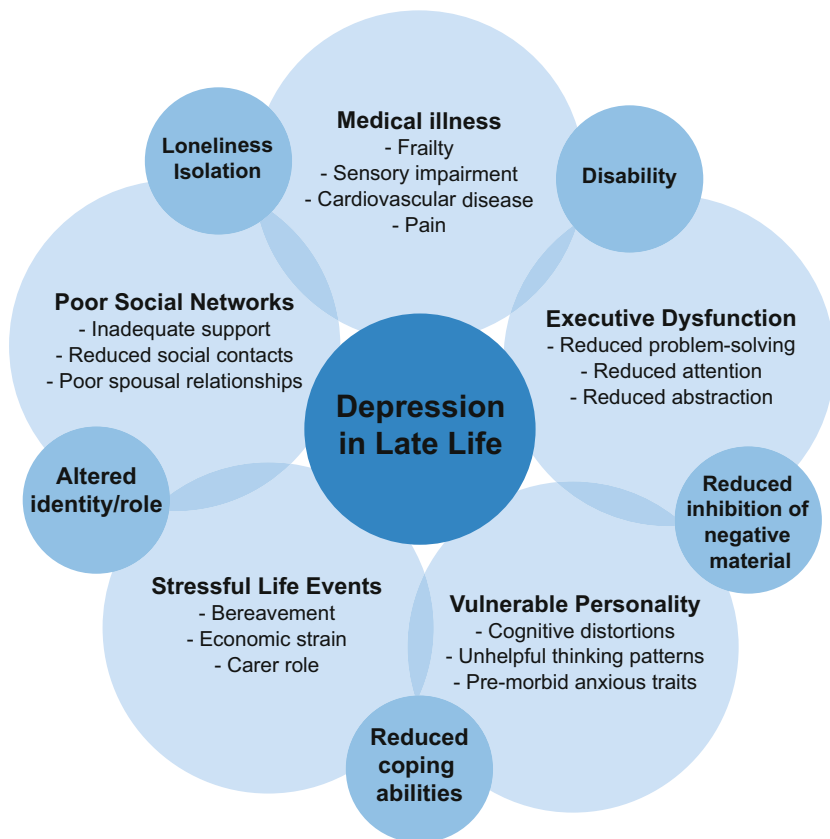 Medical illness
- Frailty
- Sensory impairment
- Cardiovascular disease
- Pain
Loneliness
Isolation
Disability
Poor Social Networks
- Inadequate support
- Reduced social contacts
- Poor spousal relationships
Executive Dysfunction
- Reduced problem-solving
- Reduced attention
- Reduced abstraction
Depression
in Late Life
Altered
identity/role
Reduced
inhibition of
negative
material
Stressful Life Events
- Bereavement
- Economic strain
- Carer role
Vulnerable Personality
- Cognitive distortions
- Unhelpful thinking patterns
- Pre-morbid anxious traits
Reduced
coping
abilities